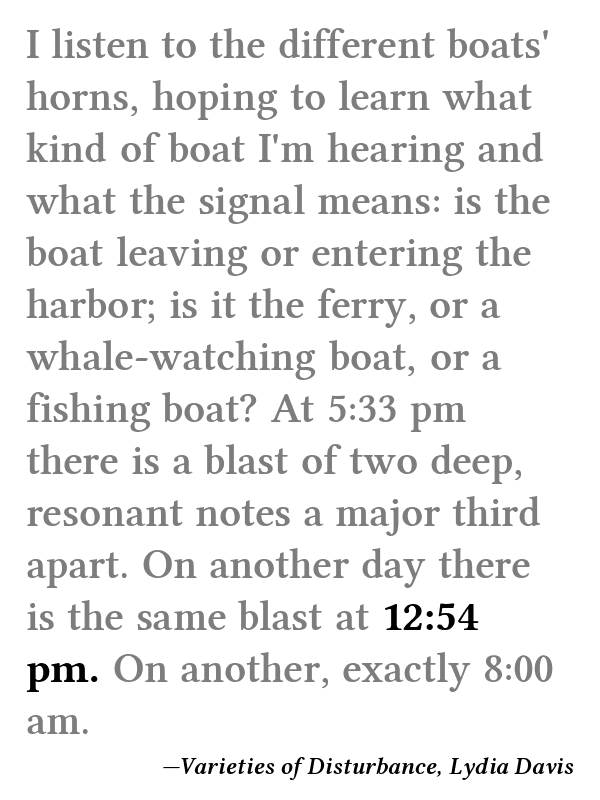 I listen to the different boats'
horns, hoping to learn what
kind of boat I'm hearing and
what the signal means: is the
boat leaving or entering the
harbor; is it the ferry, or a
whale-watching boat, or a
fishing boat? At 5:33 pm
there is a blast of two deep,
resonant notes a major third
apart. On another day there
is the same blast at 12:54
pm. On another, exactly 8:00
am.
—Varieties of Disturbance, Lydia Davis